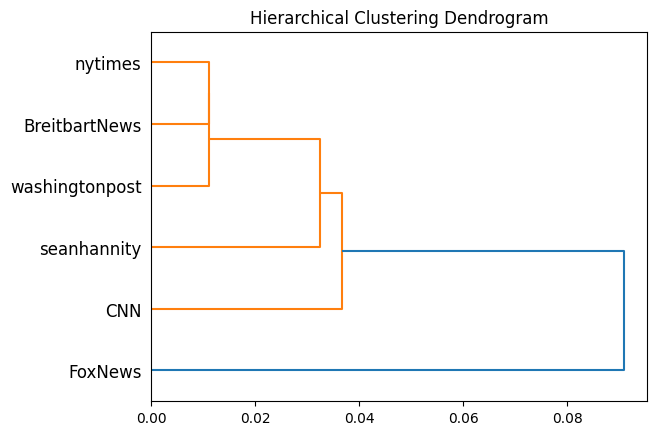 Hierarchical Clustering Dendrogram
nytimes
BreitbartNews
washingtonpost
seanhannity
CNN
FoxNews
0.00 0.02 0.04 0.06 0.08